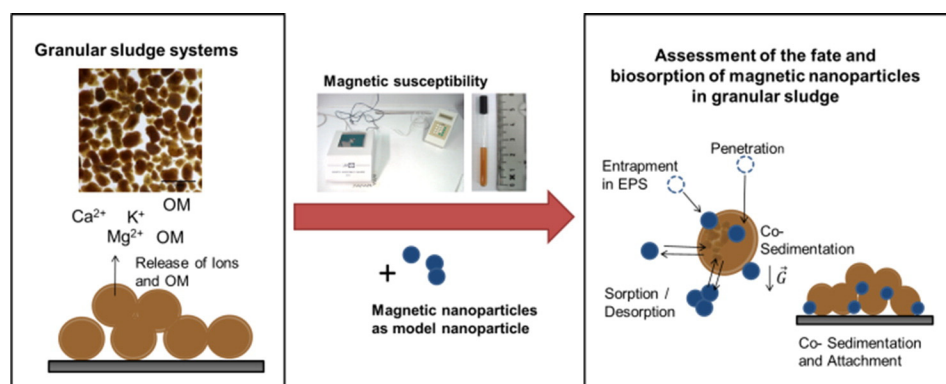 Granular sludge systems
Ca²⁺ K⁺ OM
Mg²⁺ OM
Release of Ions
and OM
Magnetic susceptibility
+
Magnetic nanoparticles
as model nanoparticle
Assessment of the fate and
biosorption of magnetic nanoparticles
in granular sludge
Penetration
Entrapment
in EPS
Co-
Sedimentation
G⃗
Sorption /
Desorption
Co- Sedimentation
and Attachment